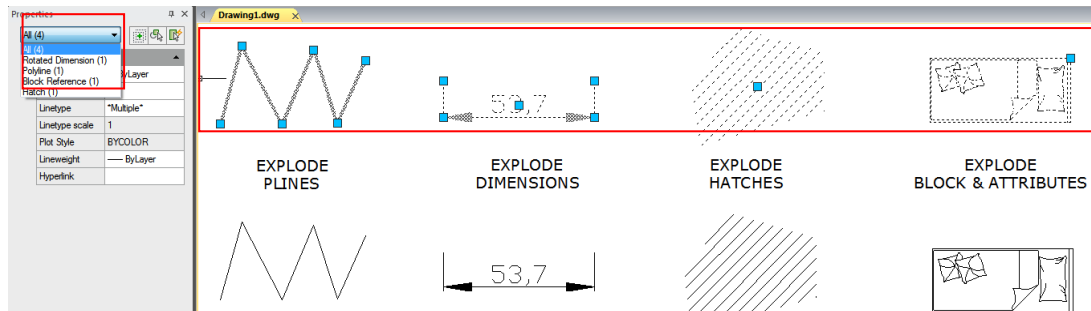 Properties
Drawing1.dwg
All (4)
All (4)
Rotated Dimension (1)
Polyline (1)
Block Reference (1)
Hatch (1)
ByLayer
Linetype *Multiple*
Linetype scale 1
Plot Style BYCOLOR
Lineweight ByLayer
Hyperlink
53,7
EXPLODE
PLINES
EXPLODE
DIMENSIONS
EXPLODE
HATCHES
EXPLODE
BLOCK & ATTRIBUTES
53,7